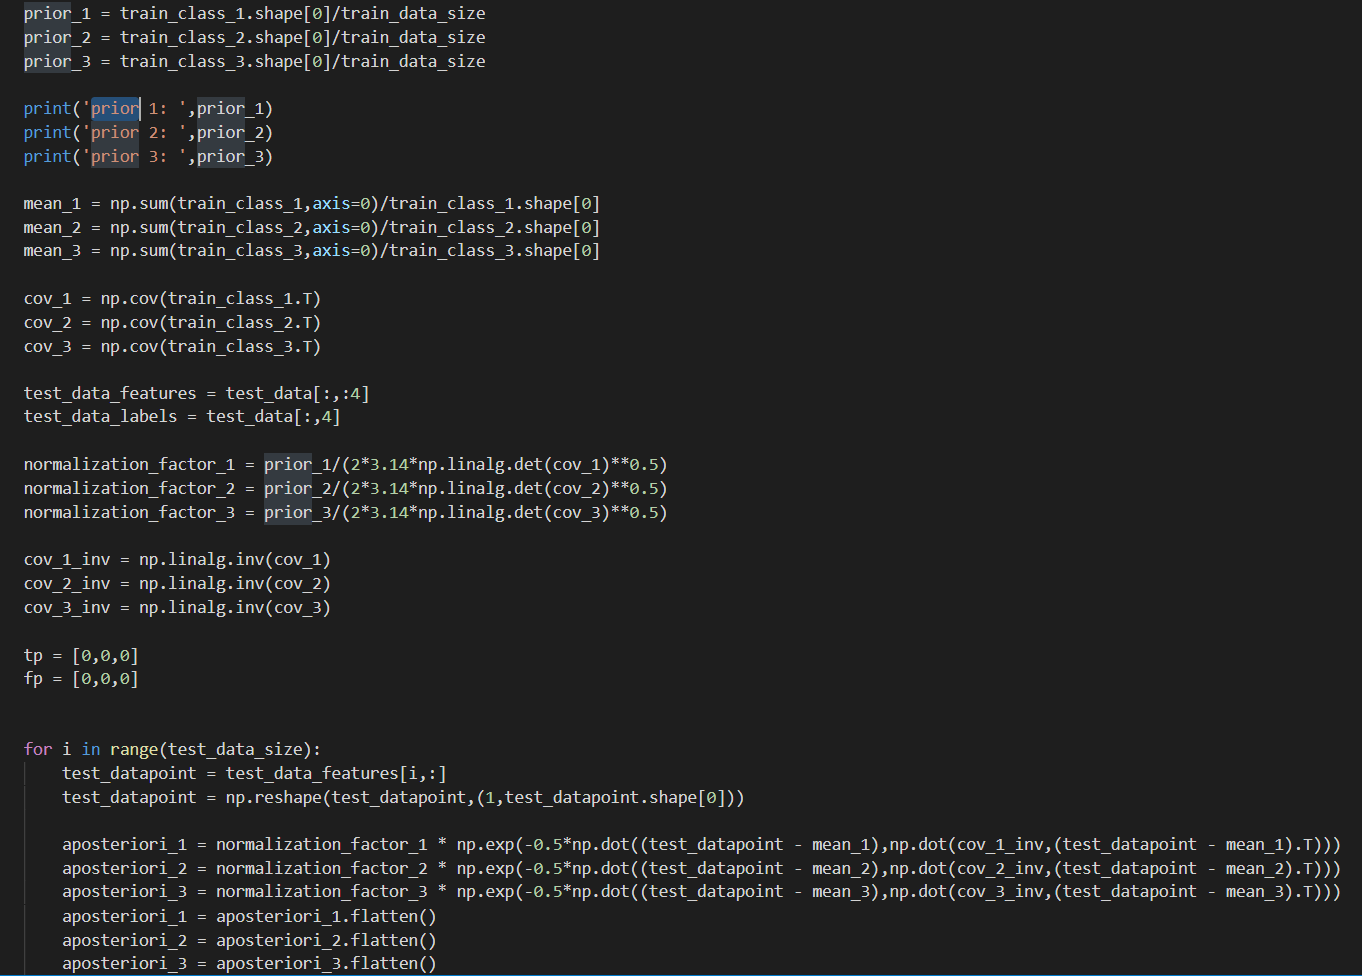 prior_1 = train_class_1.shape[0]/train_data_size
prior_2 = train_class_2.shape[0]/train_data_size
prior_3 = train_class_3.shape[0]/train_data_size
print('prior 1: ',prior_1)
print('prior 2: ',prior_2)
print('prior 3: ',prior_3)
mean_1 = np.sum(train_class_1,axis=0)/train_class_1.shape[0]
mean_2 = np.sum(train_class_2,axis=0)/train_class_2.shape[0]
mean_3 = np.sum(train_class_3,axis=0)/train_class_3.shape[0]
cov_1 = np.cov(train_class_1.T)
cov_2 = np.cov(train_class_2.T)
cov_3 = np.cov(train_class_3.T)
test_data_features = test_data[:,:4]
test_data_labels = test_data[:,4]
normalization_factor_1 = prior_1/(2*3.14*np.linalg.det(cov_1)**0.5)
normalization_factor_2 = prior_2/(2*3.14*np.linalg.det(cov_2)**0.5)
normalization_factor_3 = prior_3/(2*3.14*np.linalg.det(cov_3)**0.5)
cov_1_inv = np.linalg.inv(cov_1)
cov_2_inv = np.linalg.inv(cov_2)
cov_3_inv = np.linalg.inv(cov_3)
tp = [0,0,0]
fp = [0,0,0]
for i in range(test_data_size):
    test_datapoint = test_data_features[i,:]
    test_datapoint = np.reshape(test_datapoint,(1,test_datapoint.shape[0]))
    aposteriori_1 = normalization_factor_1 * np.exp(-0.5*np.dot((test_datapoint - mean_1),np.dot(cov_1_inv,(test_datapoint - mean_1).T)))
    aposteriori_2 = normalization_factor_2 * np.exp(-0.5*np.dot((test_datapoint - mean_2),np.dot(cov_2_inv,(test_datapoint - mean_2).T)))
    aposteriori_3 = normalization_factor_3 * np.exp(-0.5*np.dot((test_datapoint - mean_3),np.dot(cov_3_inv,(test_datapoint - mean_3).T)))
    aposteriori_1 = aposteriori_1.flatten()
    aposteriori_2 = aposteriori_2.flatten()
    aposteriori_3 = aposteriori_3.flatten()